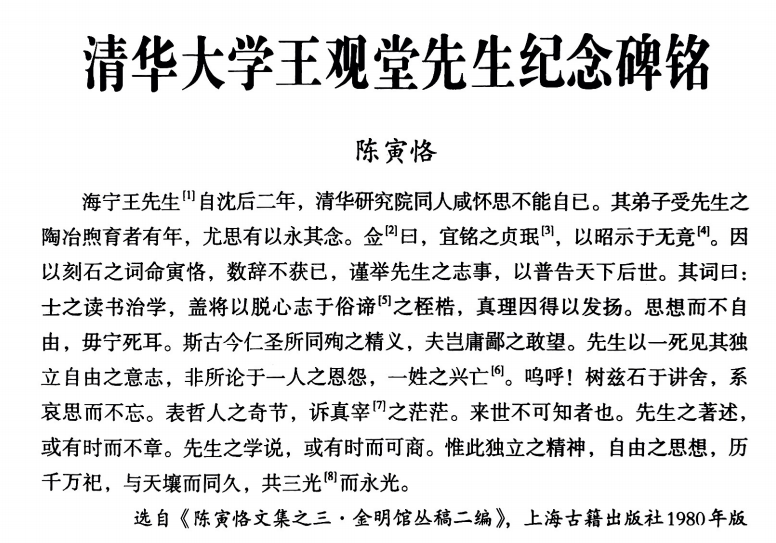 清华大学王观堂先生纪念碑铭
陈寅恪
海宁王先生[1]自沈后二年，清华研究院同人咸怀思不能自已。其弟子受先生之
陶冶煦育者有年，尤思有以永其念。佥[2]曰，宜铭之贞珉[3]，以昭示于无竟[4]。因
以刻石之词命寅恪，数辞不获已，谨举先生之志事，以普告天下后世。其词曰：
士之读书治学，盖将以脱心志于俗谛[5]之桎梏，真理因得以发扬。思想而不自
由，毋宁死耳。斯古今仁圣所同殉之精义，夫岂庸鄙之敢望。先生以一死见其独
立自由之意志，非所论于一人之恩怨，一姓之兴亡[6]。呜呼！树兹石于讲舍，系
哀思而不忘。表哲人之奇节，诉真宰[7]之茫茫。来世不可知者也。先生之著述，
或有时而不章。先生之学说，或有时而可商。惟此独立之精神，自由之思想，历
千万祀，与天壤而同久，共三光[8]而永光。
选自《陈寅恪文集之三·金明馆丛稿二编》，上海古籍出版社1980年版